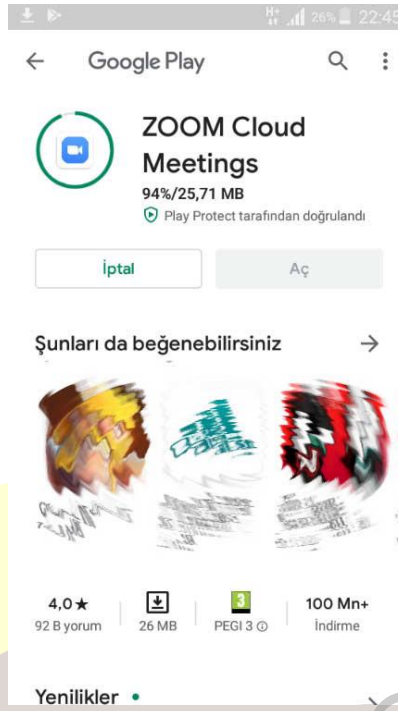 H+ 26% 22:45
Google Play
ZOOM Cloud
Meetings
94%/25,71 MB
Play Protect tarafından doğrulandı
İptal
Aç
Şunları da beğenebilirsiniz
4,0★
26 MB
3
100 Mn+
92 B yorum
PEGI 3
İndirme
Yenilikler